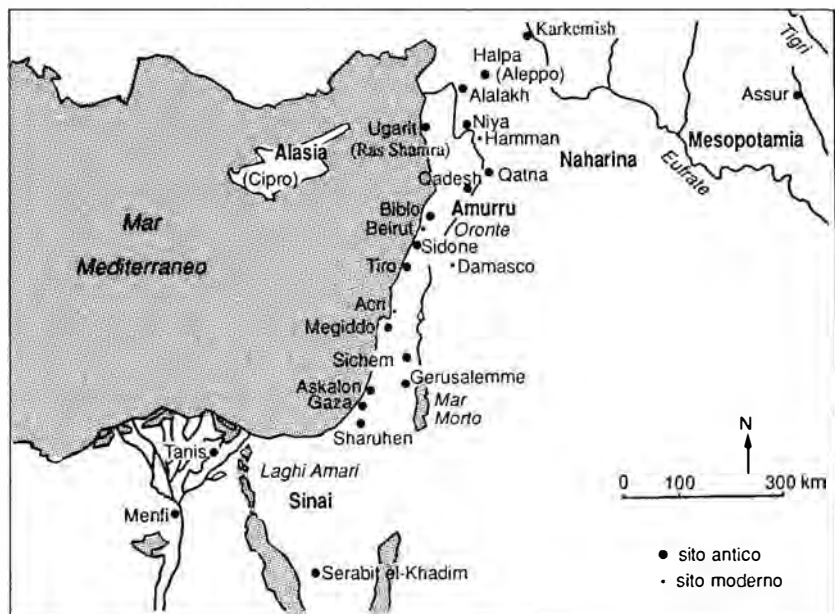 Karkemish
Tigri
Halpa
(Aleppo)
Alalakh
Assur
Ugarit
(Ras Shamra)
Niya
Hamman
Mesopotamia
Alasia
(Cipro)
Naharina
Eufrate
Qadesh
Qatna
Biblo
Amurru
Beirut
Oronte
Mar
Mediterraneo
Sidone
Tiro
Damasco
Acri
Megiddo
Sichem
Askalon
Gerusalemme
Gaza
Mar
Morto
Sharuhen
N
Tanis
Laghi Amari
Sinai
0 100 300 km
Menfi
sito antico
Serabit el-Khadim
sito moderno